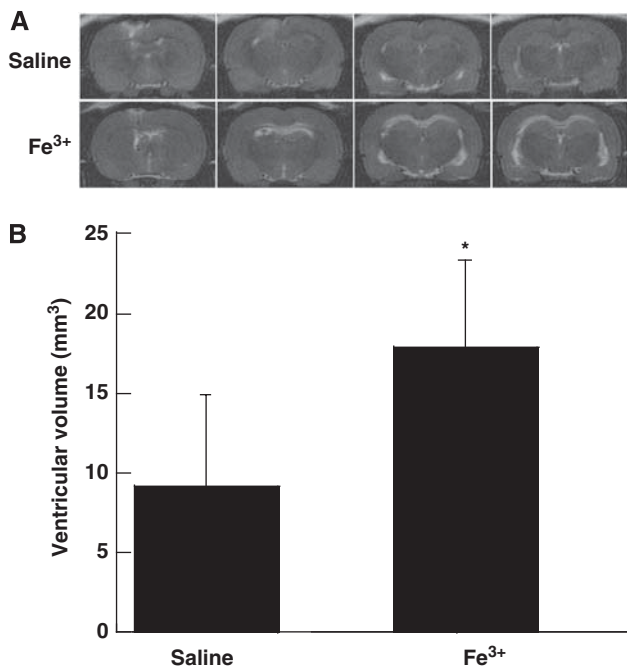 A
Saline
Fe³⁺
B
Ventricular volume (mm³)
25
20
15
10
5
0
*
Saline
Fe³⁺